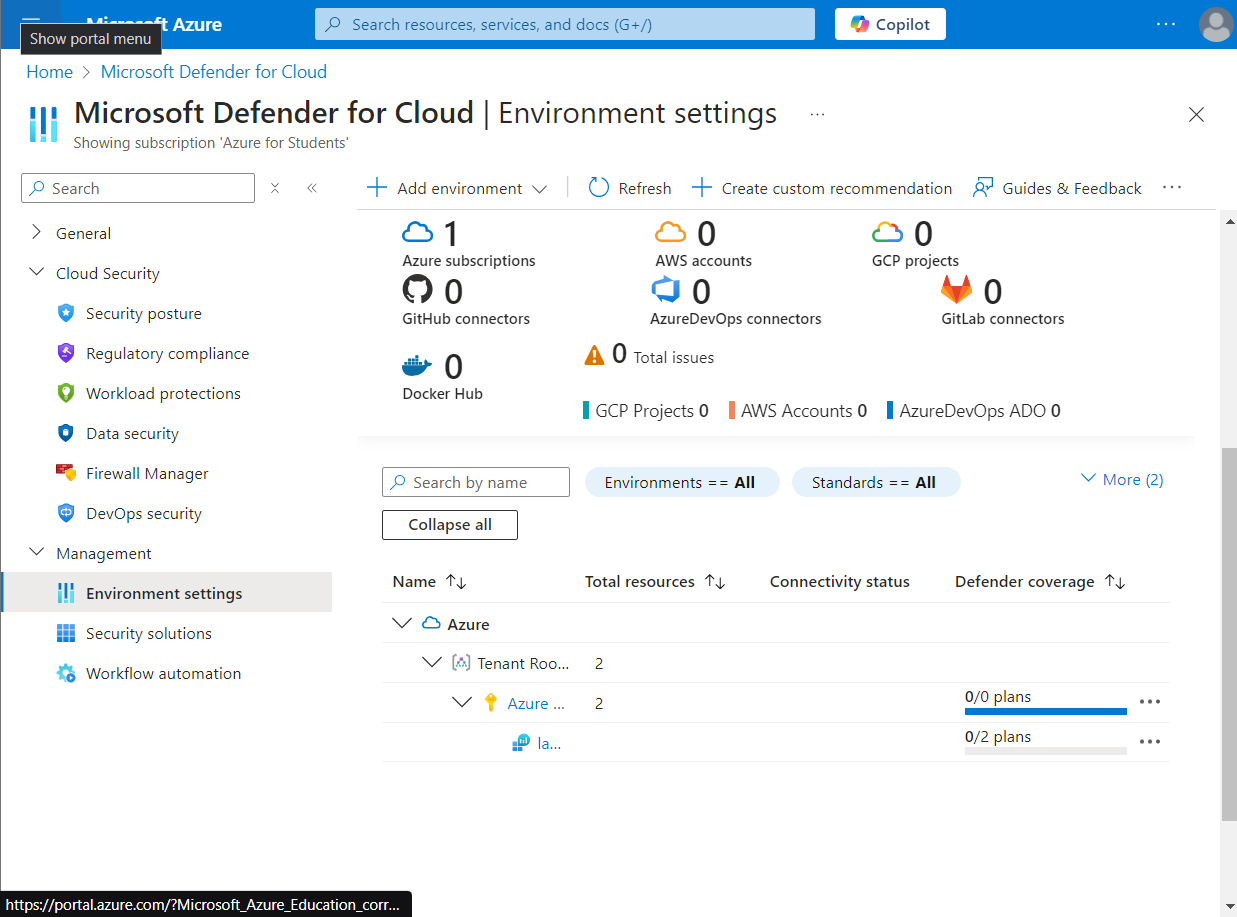 Microsoft Azure
Search resources, services, and docs (G+/)
Copilot
Show portal menu
Home > Microsoft Defender for Cloud
Microsoft Defender for Cloud | Environment settings
Showing subscription 'Azure for Students'
Search
Add environment
Refresh
Create custom recommendation
Guides & Feedback
General
Cloud Security
Security posture
Regulatory compliance
Workload protections
Data security
Firewall Manager
DevOps security
Management
Environment settings
Security solutions
Workflow automation
1
Azure subscriptions
0
AWS accounts
0
GCP projects
0
GitHub connectors
0
AzureDevOps connectors
0
GitLab connectors
0
Docker Hub
0 Total issues
GCP Projects 0
AWS Accounts 0
AzureDevOps ADO 0
Search by name
Environments == All
Standards == All
More (2)
Collapse all
Name
Total resources
Connectivity status
Defender coverage
Azure
Tenant Roo... 2
Azure ... 2 0/0 plans
la... 0/2 plans
https://portal.azure.com/?Microsoft_Azure_Education_corr...